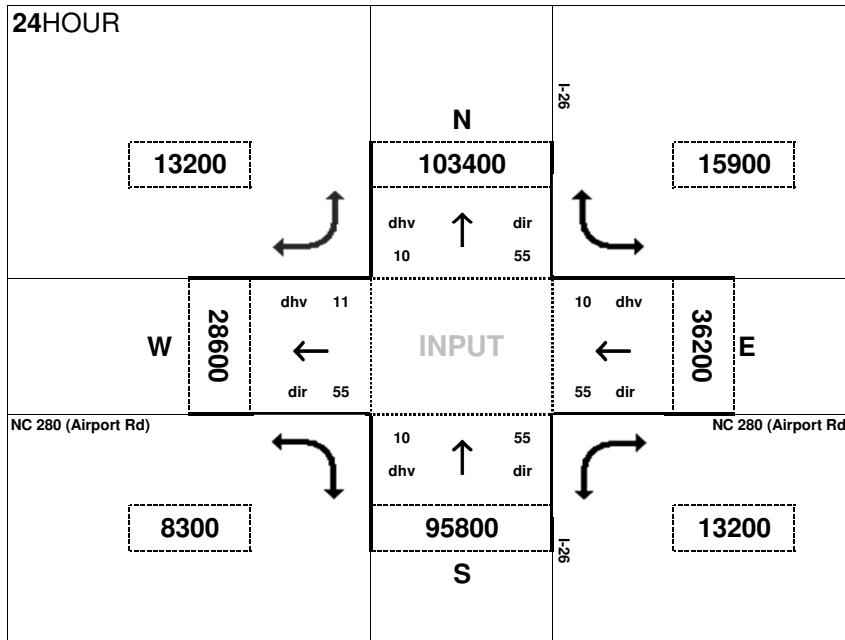 24HOUR
I-26
N
13200
103400
15900
dhv dir
10 55
dhv 11
10 dhv
W
28600
INPUT
36200
E
dir 55
55 dir
NC 280 (Airport Rd)
NC 280 (Airport Rd
10 55
dhv dir
8300
95800
13200
I-26
S